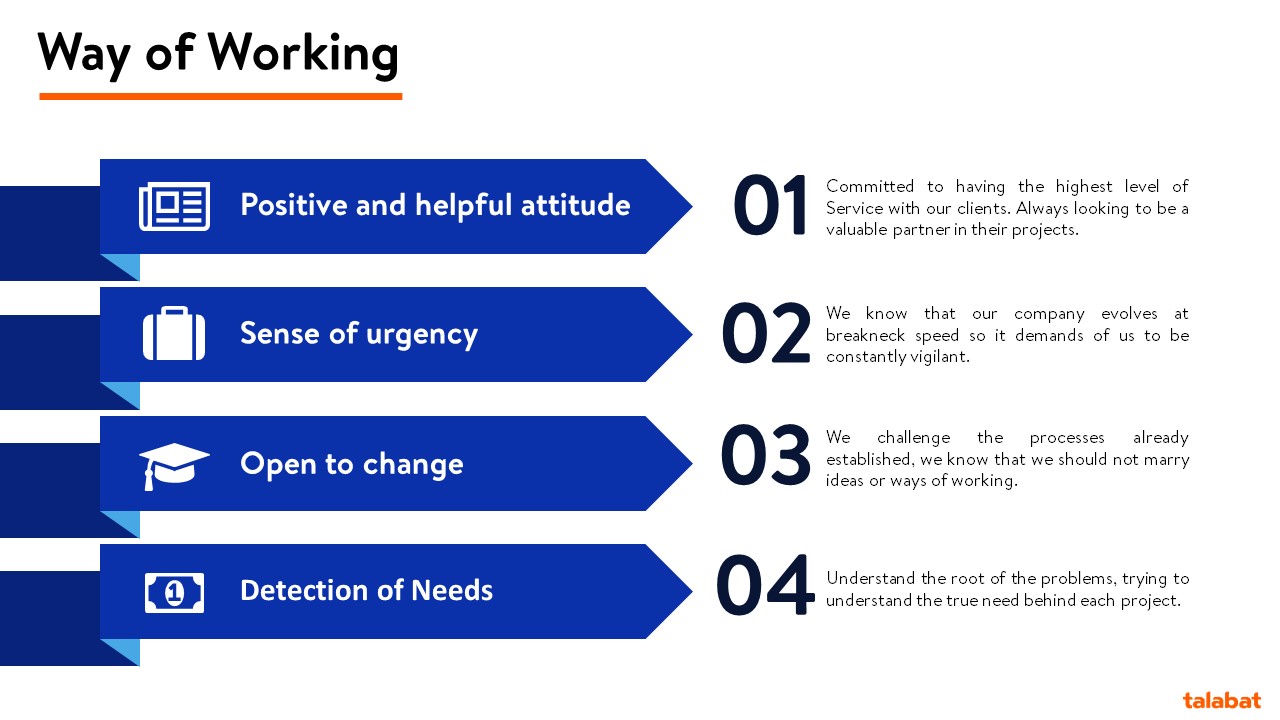 Way of Working
Positive and helpful attitude
01
Committed to having the highest level of
Service with our clients. Always looking to be a
valuable partner in their projects.
Sense of urgency
02
We know that our company evolves at
breakneck speed so it demands of us to be
constantly vigilant.
Open to change
03
We challenge the processes already
established, we know that we should not marry
ideas or ways of working.
1
Detection of Needs
04
Understand the root of the problems, trying to
understand the true need behind each project.
talabat